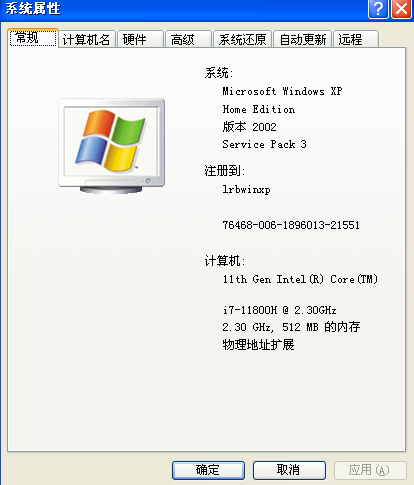 系统属性
常规 计算机名 硬件 高级 系统还原 自动更新 远程
系统:
Microsoft Windows XP
Home Edition
版本 2002
Service Pack 3
注册到:
lrbwinxp
76468-006-1896013-21551
计算机:
11th Gen Intel(R) Core(TM)
i7-11800H @ 2.30GHz
2.30 GHz, 512 MB 的内存
物理地址扩展
确定 取消 应用(A)